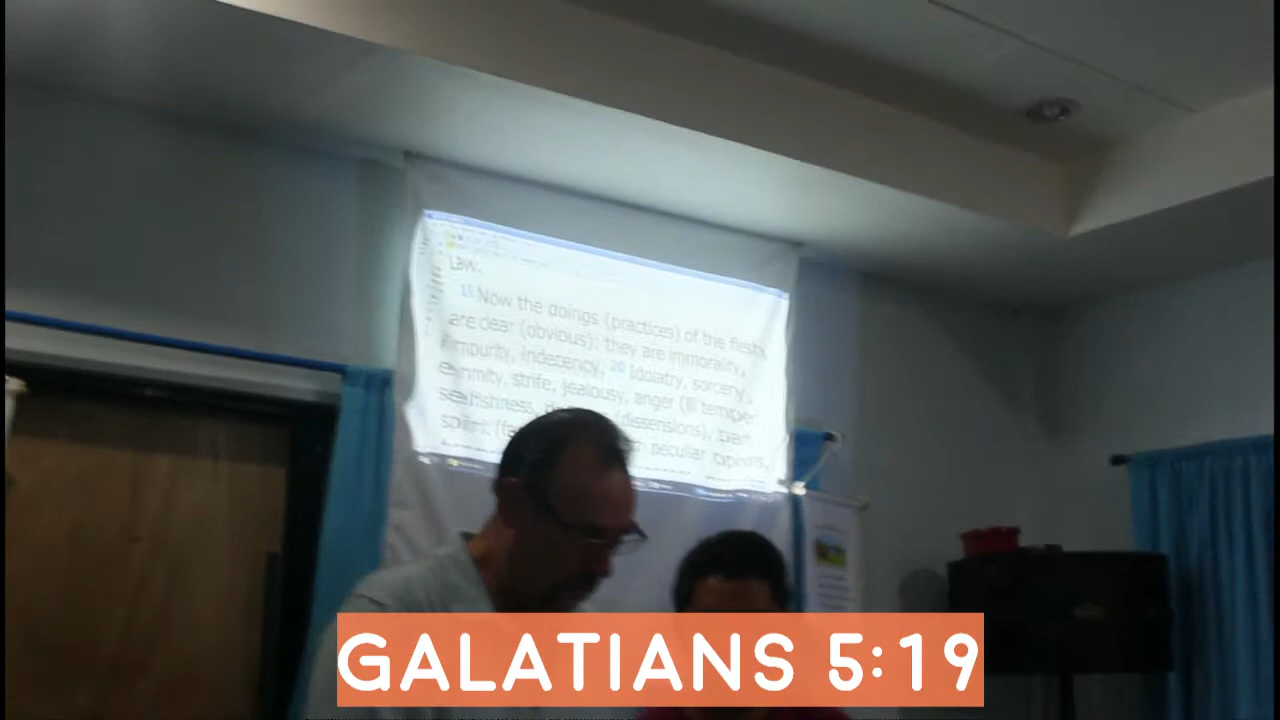 Law.
19 Now the doings (practices) of the flesh
are clear (obvious): they are immorality,
impurity, indecency, 20 Idolatry, sorcery,
enmity, strife, jealousy, anger (ill temper
selfishness, (dissensions),
spirit peculiar opinions,
GALATIANS 5:19